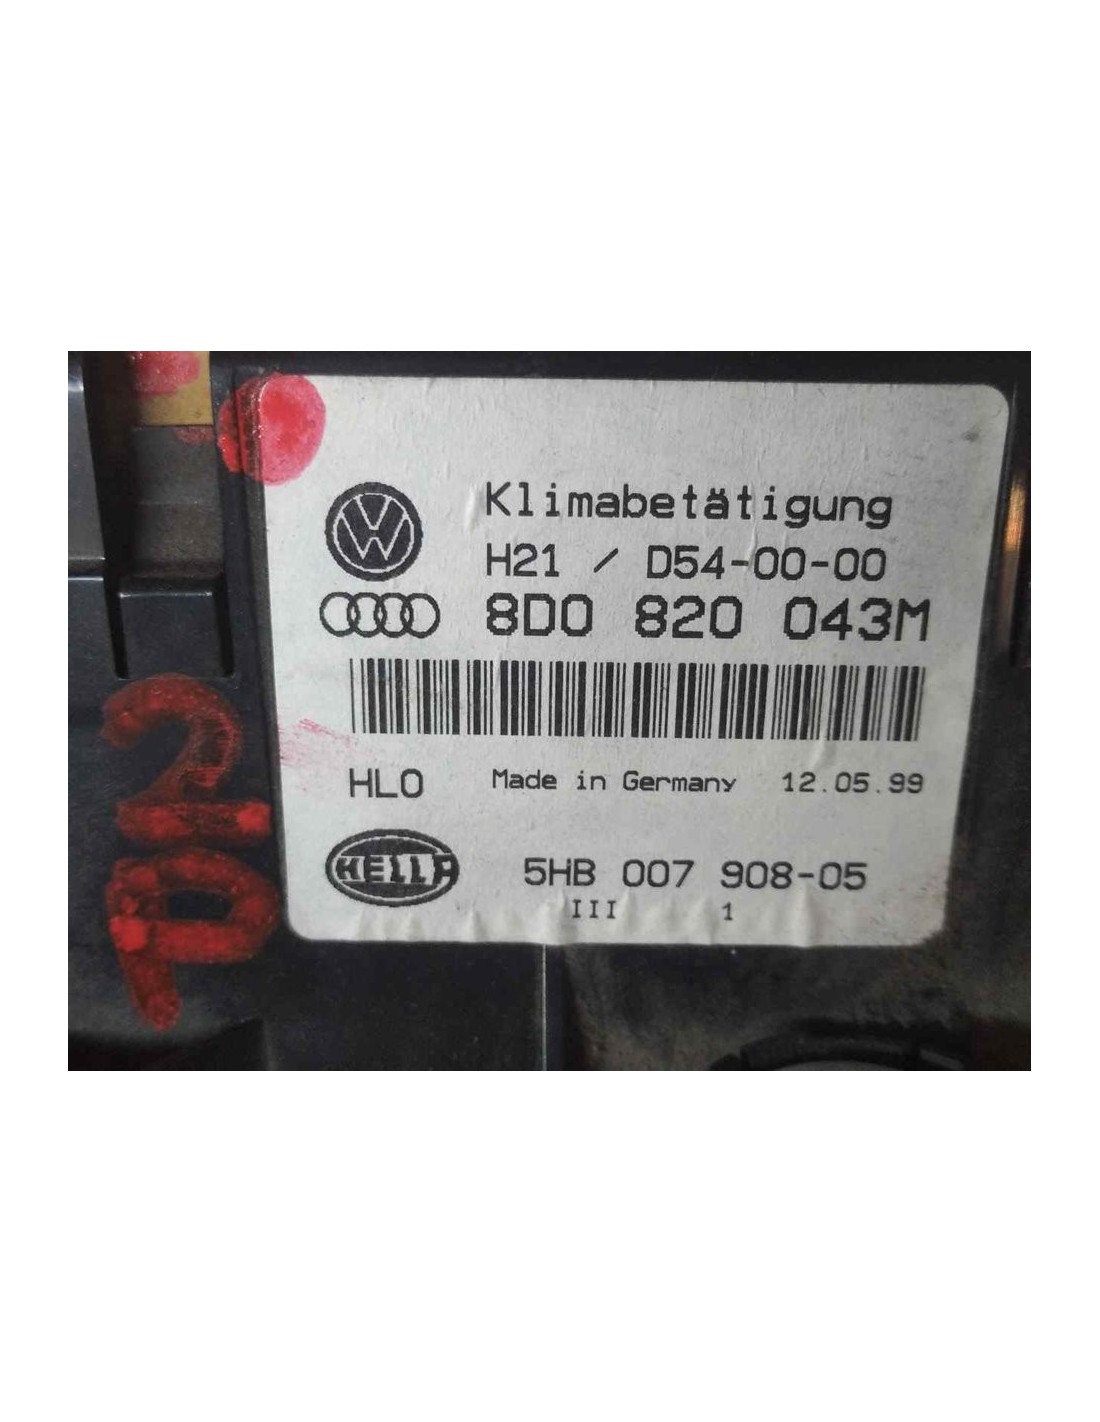 Klimabetätigung
H21 / D54-00-00
8D0 820 043M
HLO Made in Germany 12.05.99
HELLA 5HB 007 908-05
III 1
2P